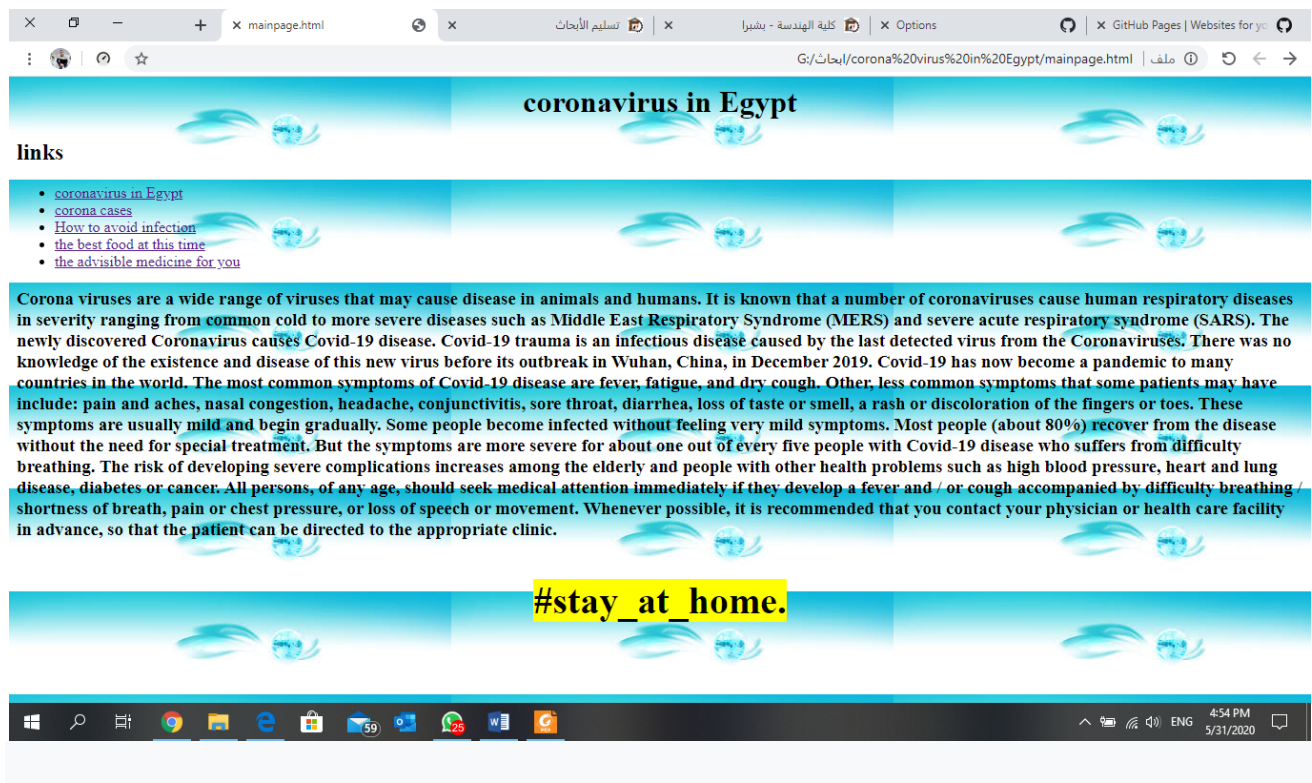 mainpage.html
تسليم الأبحاث
كلية الهندسة - بشبرا
Options
GitHub Pages | Websites for yo
G:/ابحاث/corona%20virus%20in%20Egypt/mainpage.html
ملف
coronavirus in Egypt
links
• coronavirus in Egypt
• corona cases
• How to avoid infection
• the best food at this time
• the advisible medicine for you
Corona viruses are a wide range of viruses that may cause disease in animals and humans. It is known that a number of coronaviruses cause human respiratory diseases
in severity ranging from common cold to more severe diseases such as Middle East Respiratory Syndrome (MERS) and severe acute respiratory syndrome (SARS). The
newly discovered Coronavirus causes Covid-19 disease. Covid-19 trauma is an infectious disease caused by the last detected virus from the Coronaviruses. There was no
knowledge of the existence and disease of this new virus before its outbreak in Wuhan, China, in December 2019. Covid-19 has now become a pandemic to many
countries in the world. The most common symptoms of Covid-19 disease are fever, fatigue, and dry cough. Other, less common symptoms that some patients may have
include: pain and aches, nasal congestion, headache, conjunctivitis, sore throat, diarrhea, loss of taste or smell, a rash or discoloration of the fingers or toes. These
symptoms are usually mild and begin gradually. Some people become infected without feeling very mild symptoms. Most people (about 80%) recover from the disease
without the need for special treatment. But the symptoms are more severe for about one out of every five people with Covid-19 disease who suffers from difficulty
breathing. The risk of developing severe complications increases among the elderly and people with other health problems such as high blood pressure, heart and lung
disease, diabetes or cancer. All persons, of any age, should seek medical attention immediately if they develop a fever and / or cough accompanied by difficulty breathing /
shortness of breath, pain or chest pressure, or loss of speech or movement. Whenever possible, it is recommended that you contact your physician or health care facility
in advance, so that the patient can be directed to the appropriate clinic.
#stay_at_home.
59
25
ENG
4:54 PM
5/31/2020